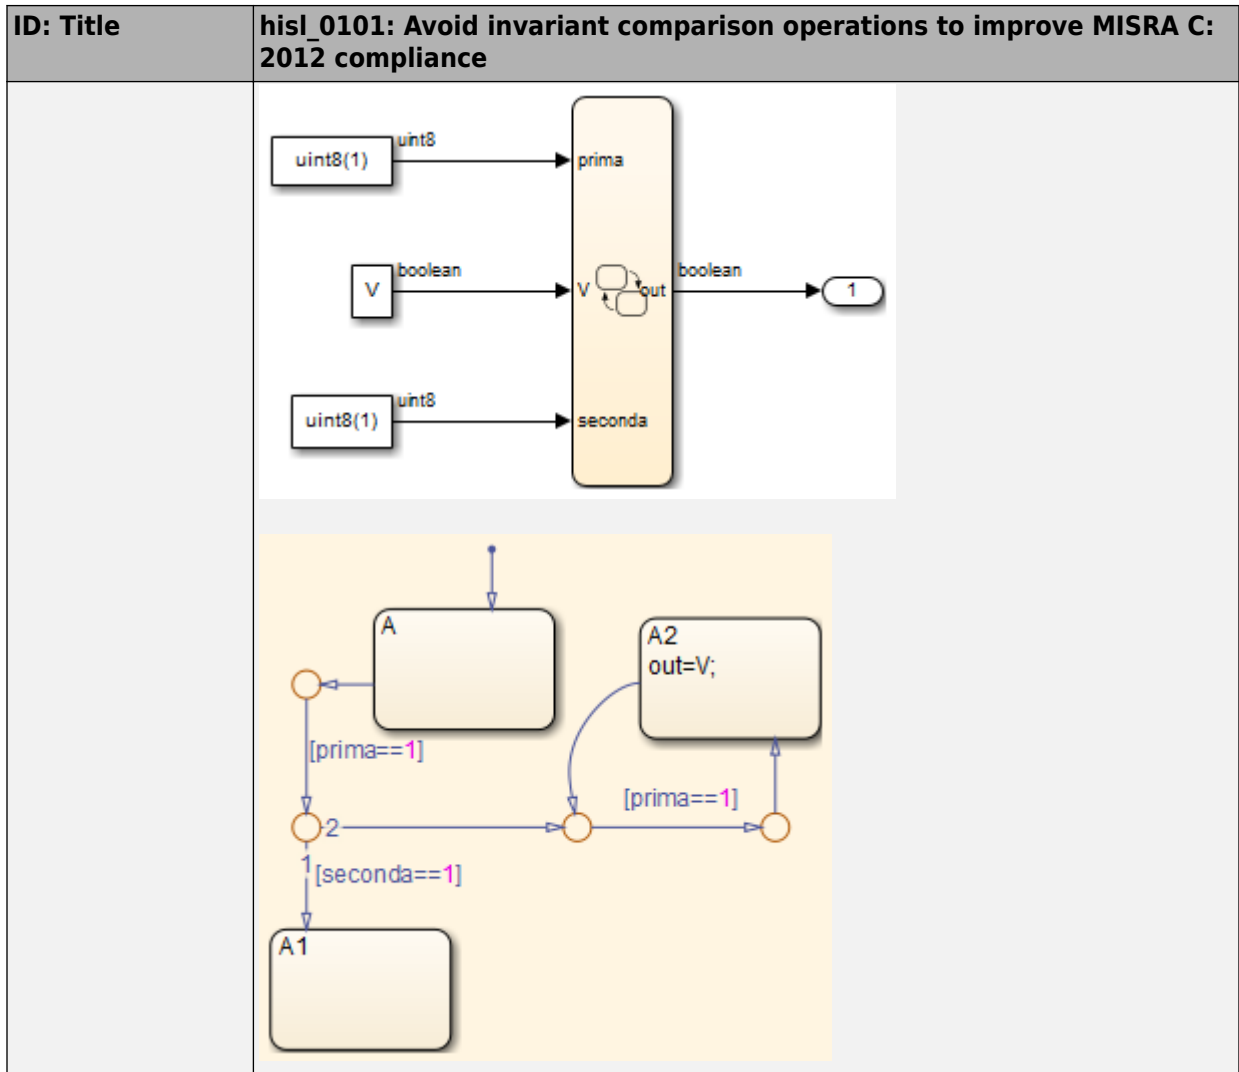 ID: Title
hisl_0101: Avoid invariant comparison operations to improve MISRA C:
2012 compliance
uint8(1)
uint8
prima
V
boolean
V
out
boolean
1
uint8(1)
uint8
seconda
A
A2
out=V;
[prima==1]
[prima==1]
2
1
[seconda==1]
A1